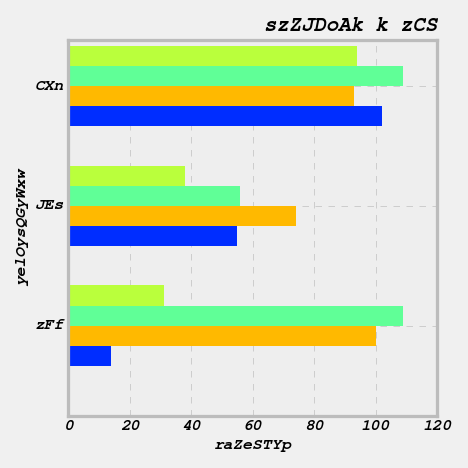 szZJDoAk k zCS
CXn
JEs
zFf
yelOysQGyWxw
0 20 40 60 80 100 120
raZeSTYp